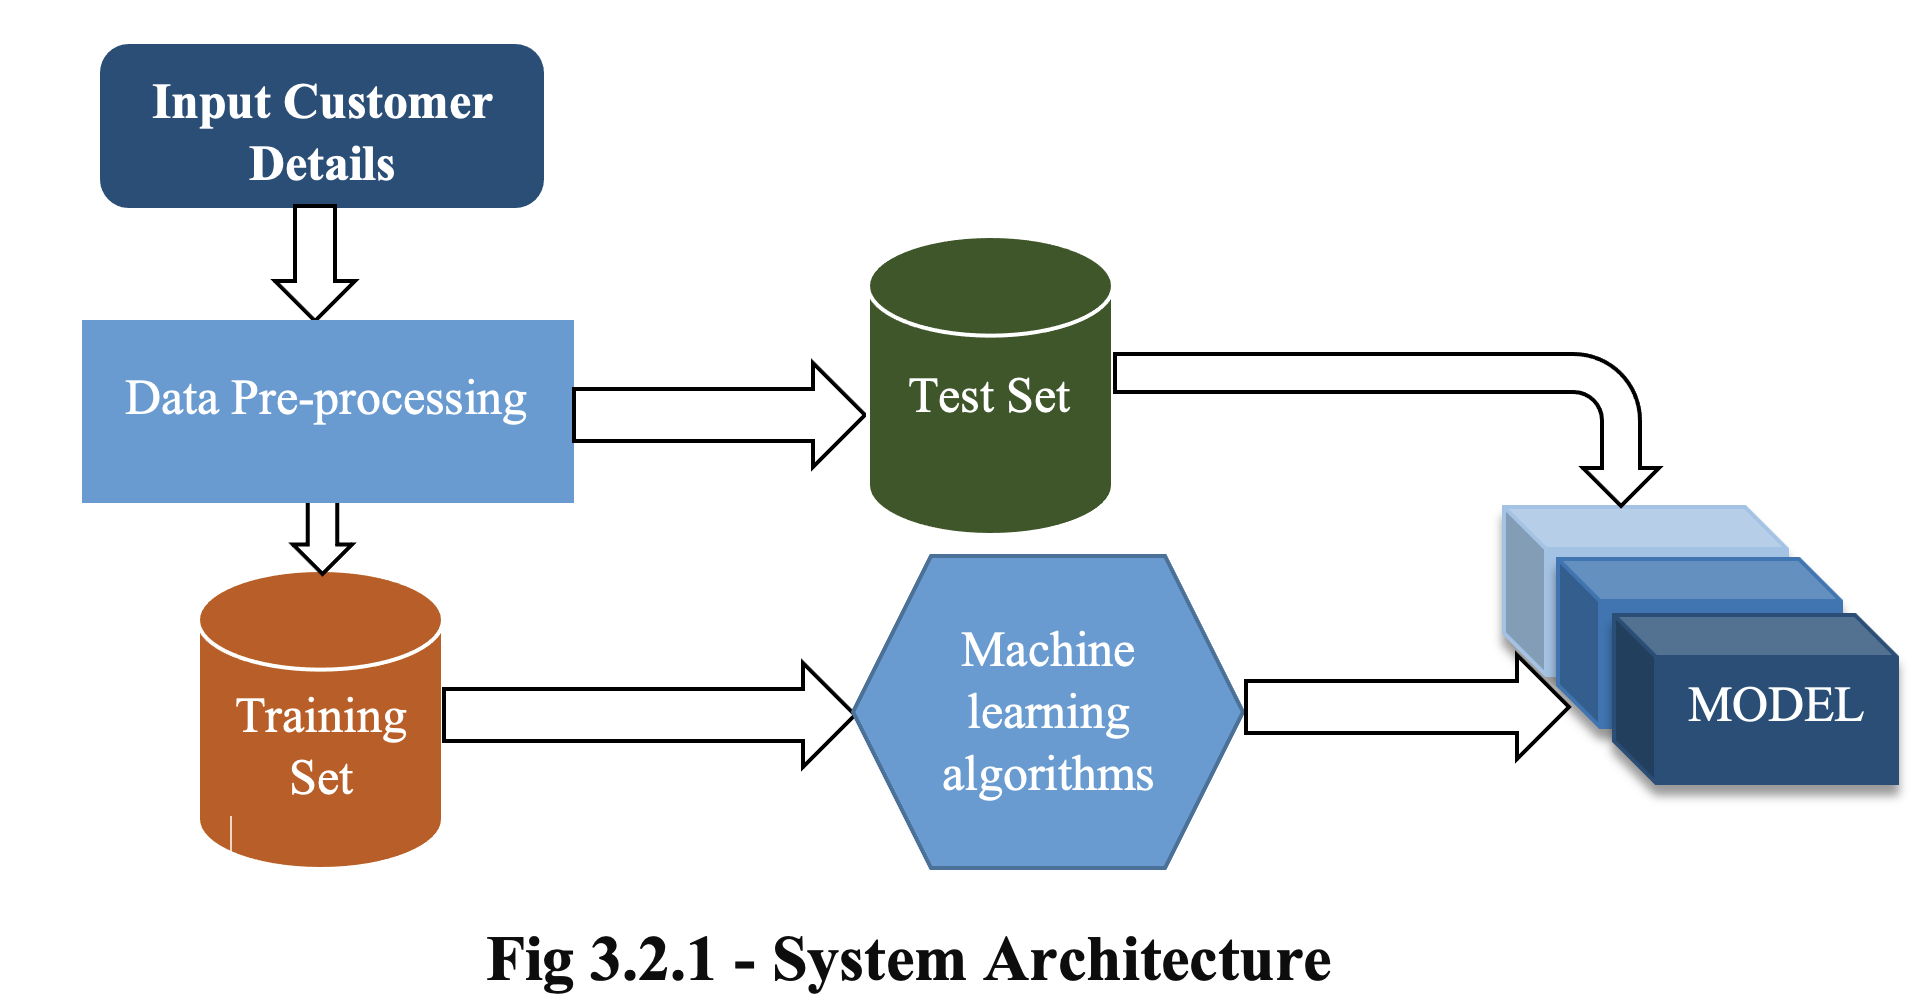 Input Customer
Details
Data Pre-processing
Test Set
Training
Set
Machine
learning
algorithms
MODEL
Fig 3.2.1 - System Architecture